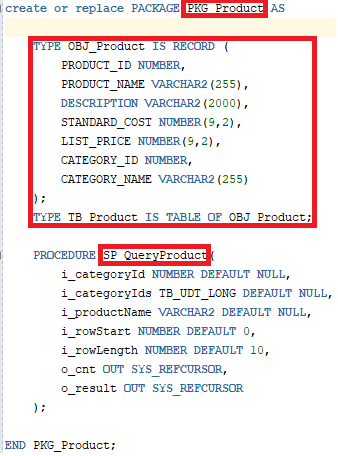 create or replace PACKAGE PKG_Product AS
TYPE OBJ_Product IS RECORD (
PRODUCT_ID NUMBER,
PRODUCT_NAME VARCHAR2(255),
DESCRIPTION VARCHAR2(2000),
STANDARD_COST NUMBER(9,2),
LIST_PRICE NUMBER(9,2),
CATEGORY_ID NUMBER,
CATEGORY_NAME VARCHAR2(255)
);
TYPE TB_Product IS TABLE OF OBJ_Product;
PROCEDURE SP_QueryProduct(
i_categoryId NUMBER DEFAULT NULL,
i_categoryIds TB_UDT_LONG DEFAULT NULL,
i_productName VARCHAR2 DEFAULT NULL,
i_rowStart NUMBER DEFAULT 0,
i_rowLength NUMBER DEFAULT 10,
o_cnt OUT SYS_REFCURSOR,
o_result OUT SYS_REFCURSOR
);
END PKG_Product;